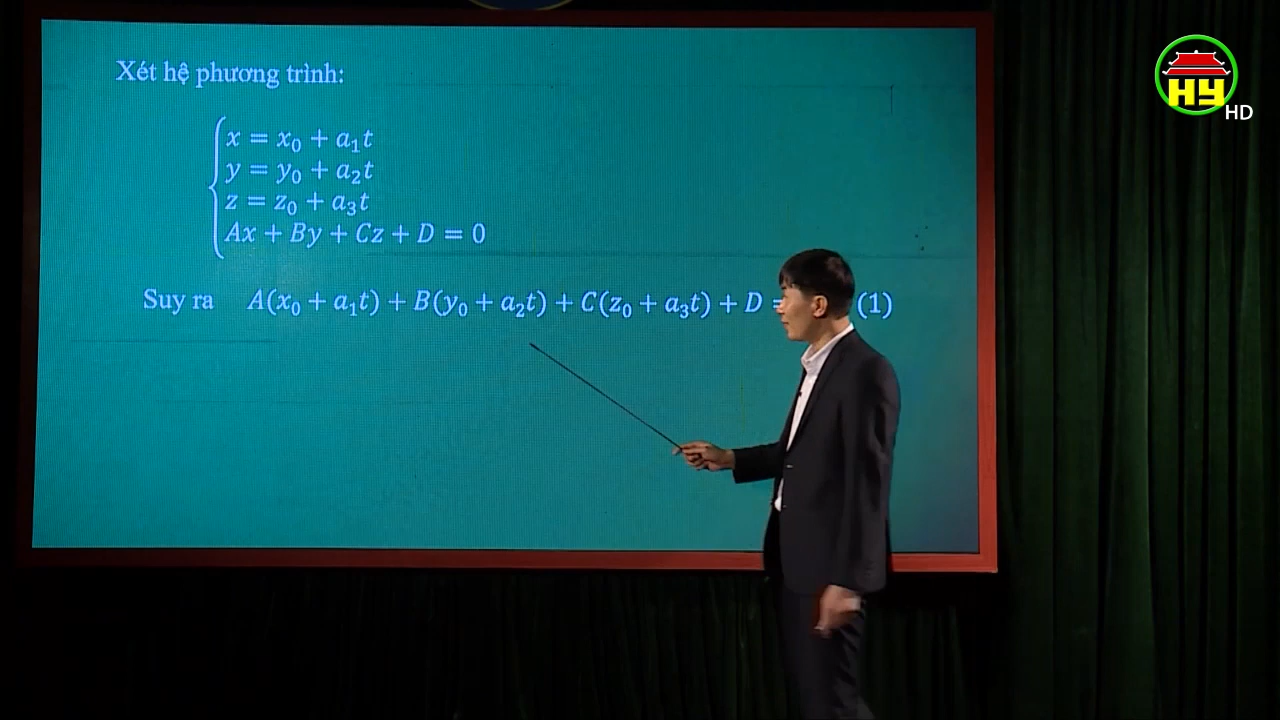 Xét hệ phương trình:
x = x₀ + a₁t
y = y₀ + a₂t
z = z₀ + a₃t
Ax + By + Cz + D = 0
Suy ra A(x₀ + a₁t) + B(y₀ + a₂t) + C(z₀ + a₃t) + D = (1)
HY
HD